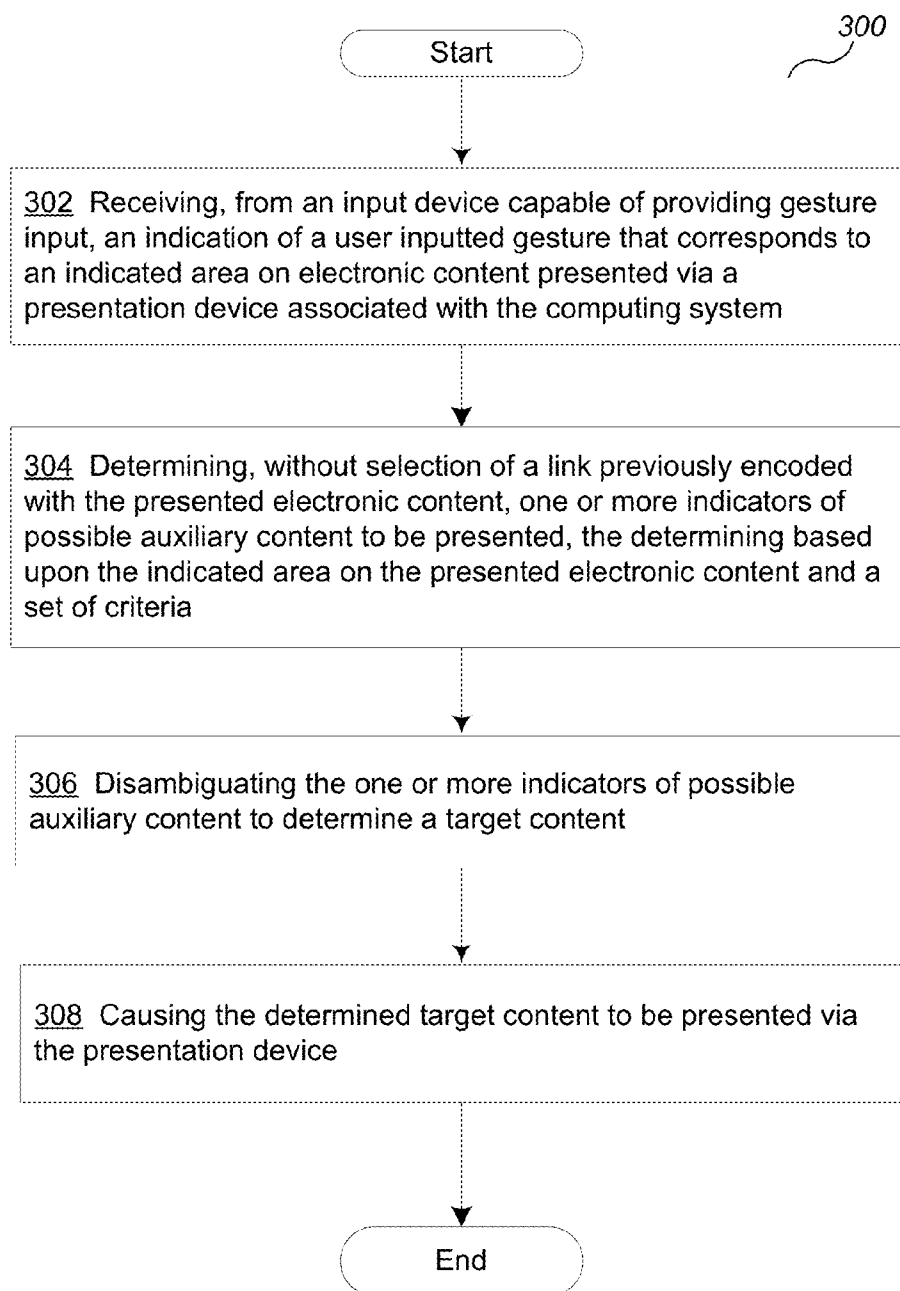 300
Start
302 Receiving, from an input device capable of providing gesture
input, an indication of a user inputted gesture that corresponds to
an indicated area on electronic content presented via a
presentation device associated with the computing system
304 Determining, without selection of a link previously encoded
with the presented electronic content, one or more indicators of
possible auxiliary content to be presented, the determining based
upon the indicated area on the presented electronic content and a
set of criteria
306 Disambiguating the one or more indicators of possible
auxiliary content to determine a target content
308 Causing the determined target content to be presented via
the presentation device
End